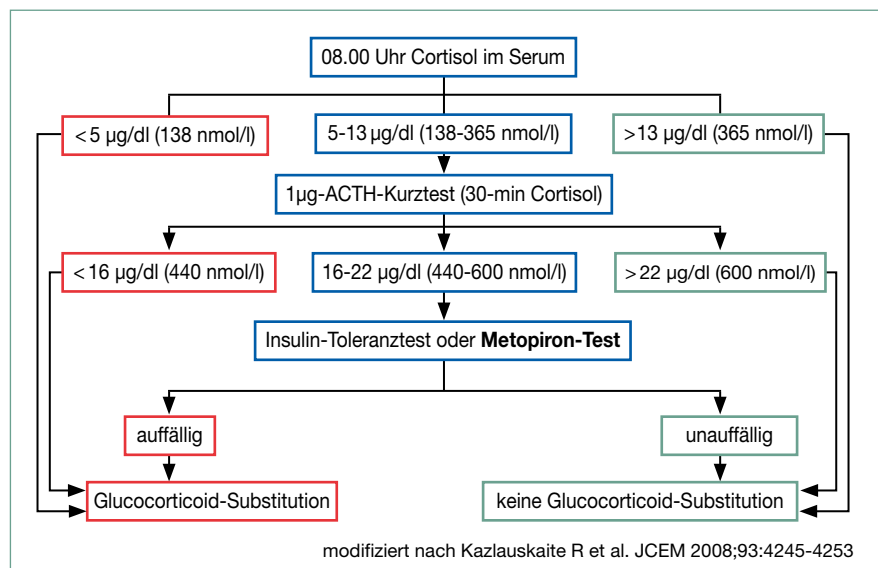 08.00 Uhr Cortisol im Serum
< 5 µg/dl (138 nmol/l)
5-13 µg/dl (138-365 nmol/l)
>13 µg/dl (365 nmol/l)
1µg-ACTH-Kurztest (30-min Cortisol)
< 16 µg/dl (440 nmol/l)
16-22 µg/dl (440-600 nmol/l)
> 22 µg/dl (600 nmol/l)
Insulin-Toleranztest oder Metopiron-Test
auffällig
unauffällig
Glucocorticoid-Substitution
keine Glucocorticoid-Substitution
modifiziert nach Kazlauskaite R et al. JCEM 2008;93:4245-4253